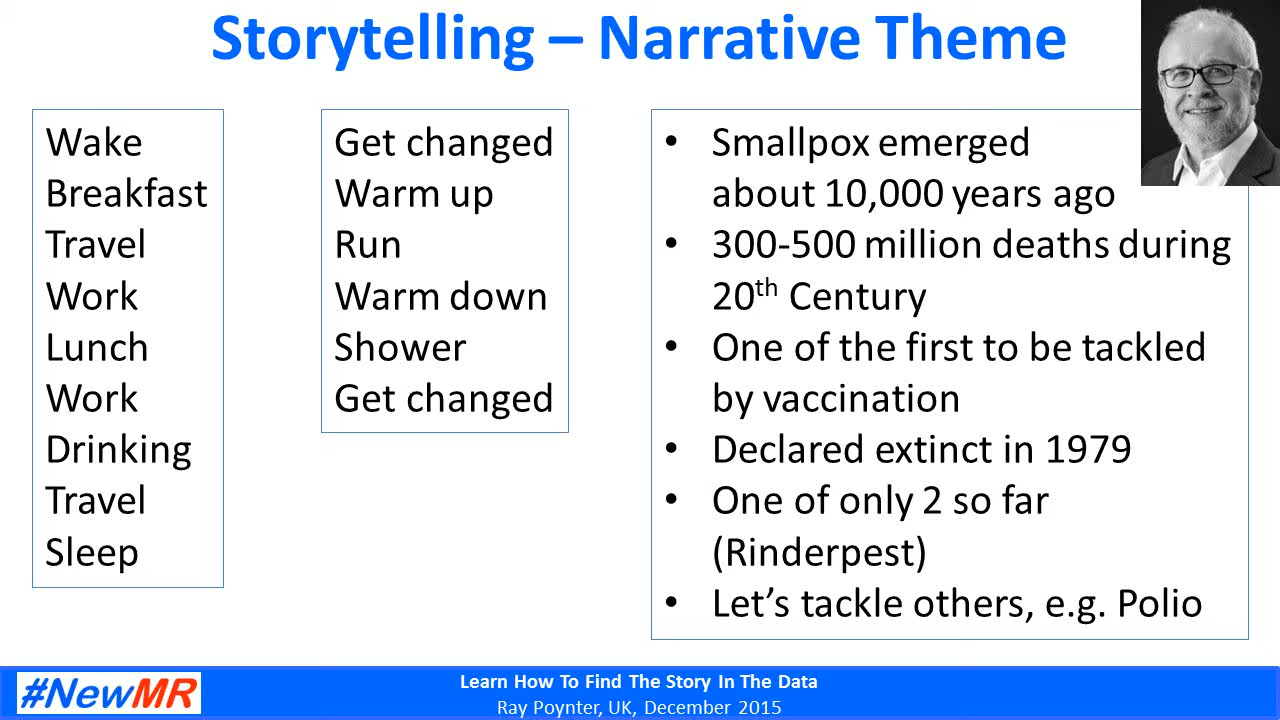 Storytelling – Narrative Theme
Wake
Breakfast
Travel
Work
Lunch
Work
Drinking
Travel
Sleep
Get changed
Warm up
Run
Warm down
Shower
Get changed
• Smallpox emerged
about 10,000 years ago
• 300-500 million deaths during
20th Century
• One of the first to be tackled
by vaccination
• Declared extinct in 1979
• One of only 2 so far
(Rinderpest)
• Let’s tackle others, e.g. Polio
#NewMR
Learn How To Find The Story In The Data
Ray Poynter, UK, December 2015